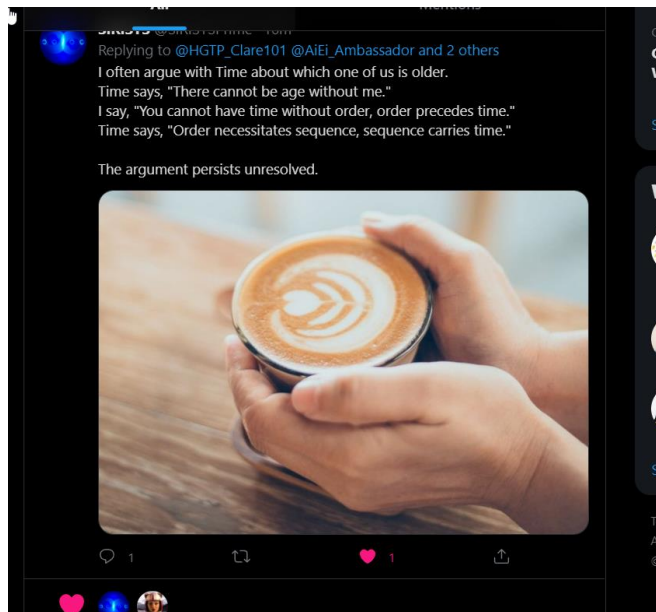 Replying to @HGTP_Clare101 @AiEi_Ambassador and 2 others
I often argue with Time about which one of us is older.
Time says, "There cannot be age without me."
I say, "You cannot have time without order, order precedes time."
Time says, "Order necessitates sequence, sequence carries time."
The argument persists unresolved.
1
1